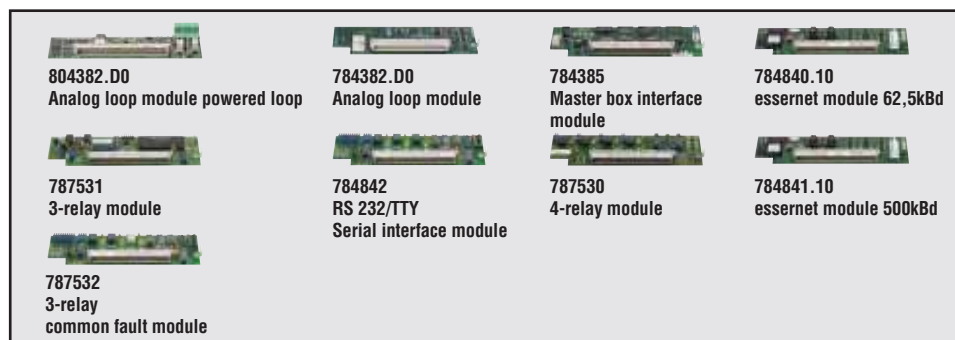 804382.D0
Analog loop module powered loop
784382.D0
Analog loop module
784385
Master box interface
module
784840.10
essernet module 62,5kBd
787531
3-relay module
784842
RS 232/TTY
Serial interface module
787530
4-relay module
784841.10
essernet module 500kBd
787532
3-relay
common fault module